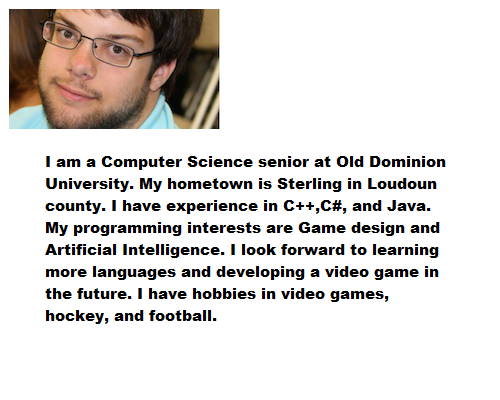 I am a Computer Science senior at Old Dominion
University. My hometown is Sterling in Loudoun
county. I have experience in C++,C#, and Java.
My programming interests are Game design and
Artificial Intelligence. I look forward to learning
more languages and developing a video game in
the future. I have hobbies in video games,
hockey, and football.